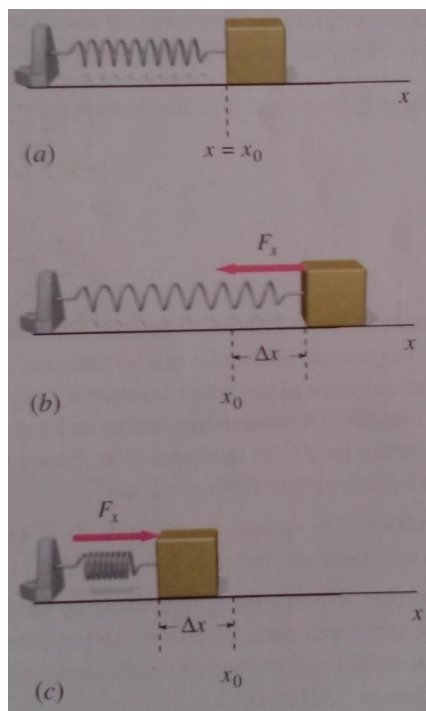 x
x = x₀
(a)
Fₓ
x
Δx
x₀
(b)
Fₓ
x
Δx
x₀
(c)